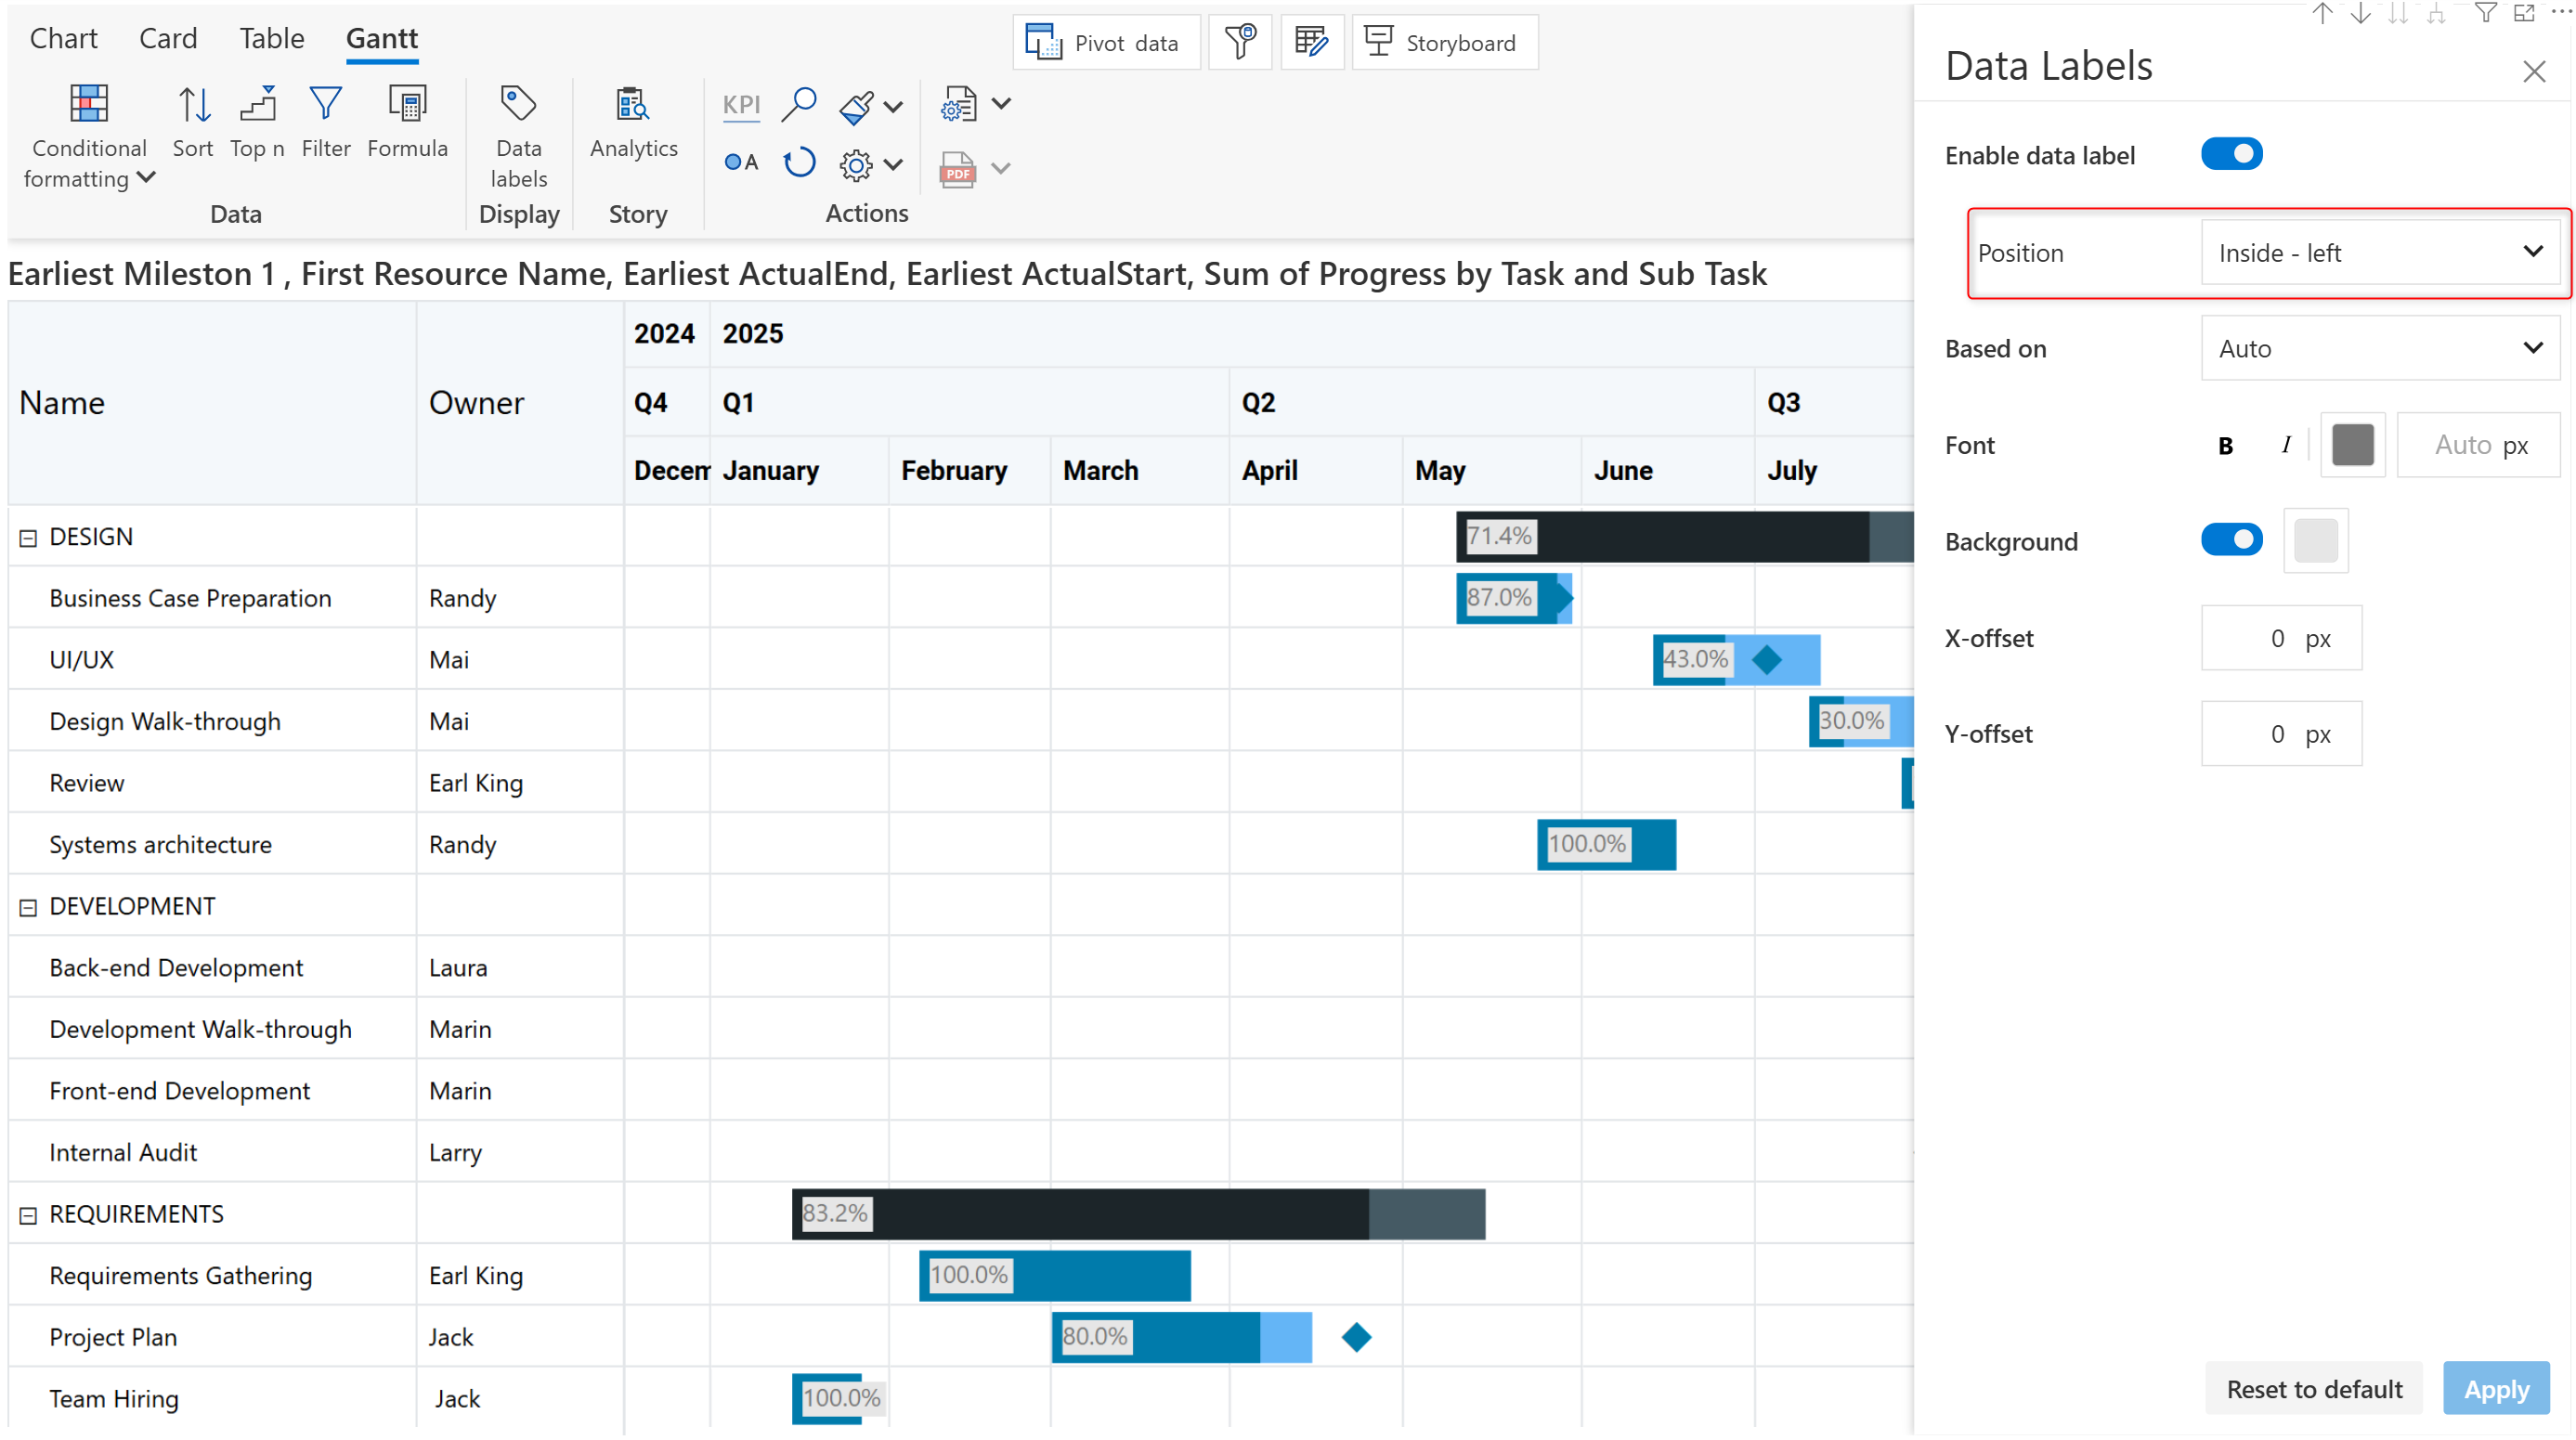 Chart Card Table Gantt
Pivot data
Storyboard
Conditional formatting
Sort
Top n
Filter
Formula
Data
Data labels
Display
Analytics
Story
KPI
A
PDF
Actions
Earliest Mileston 1 , First Resource Name, Earliest ActualEnd, Earliest ActualStart, Sum of Progress by Task and Sub Task
Name Owner
2024 2025
Q4 Q1 Q2 Q3
Decem January February March April May June July
DESIGN 71.4%
Business Case Preparation Randy 87.0%
UI/UX Mai 43.0%
Design Walk-through Mai 30.0%
Review Earl King
Systems architecture Randy 100.0%
DEVELOPMENT
Back-end Development Laura
Development Walk-through Marin
Front-end Development Marin
Internal Audit Larry
REQUIREMENTS 83.2%
Requirements Gathering Earl King 100.0%
Project Plan Jack 80.0%
Team Hiring Jack 100.0%
Data Labels
Enable data label
Position Inside - left
Based on Auto
Font B I Auto px
Background
X-offset 0 px
Y-offset 0 px
Reset to default Apply